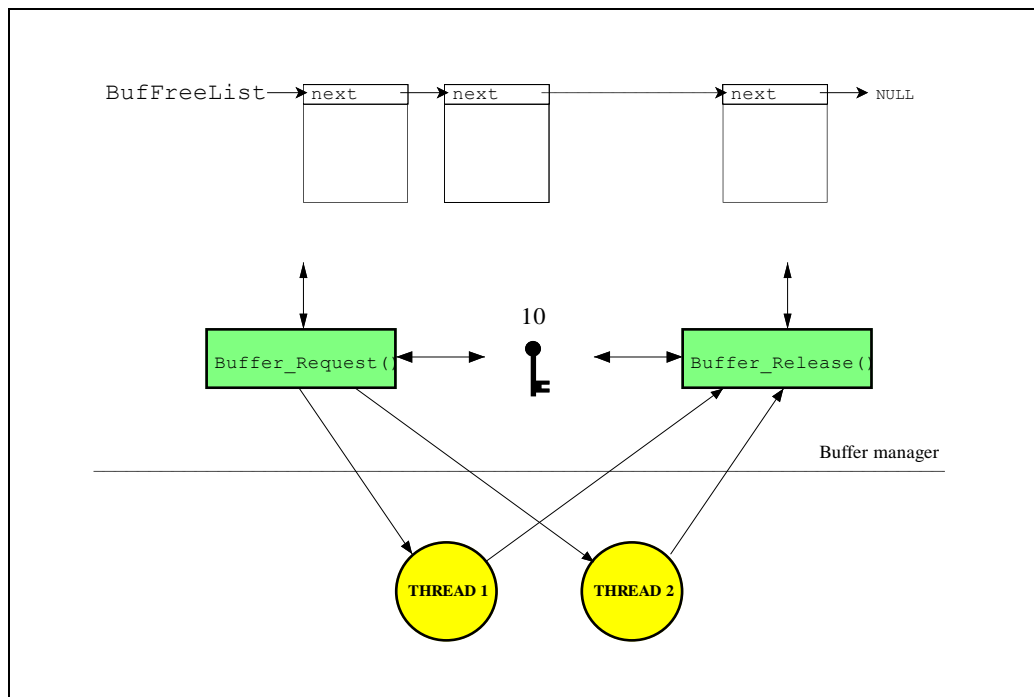 BufFreeList next next next NULL
10
Buffer_Request() Buffer_Release()
Buffer manager
THREAD 1 THREAD 2